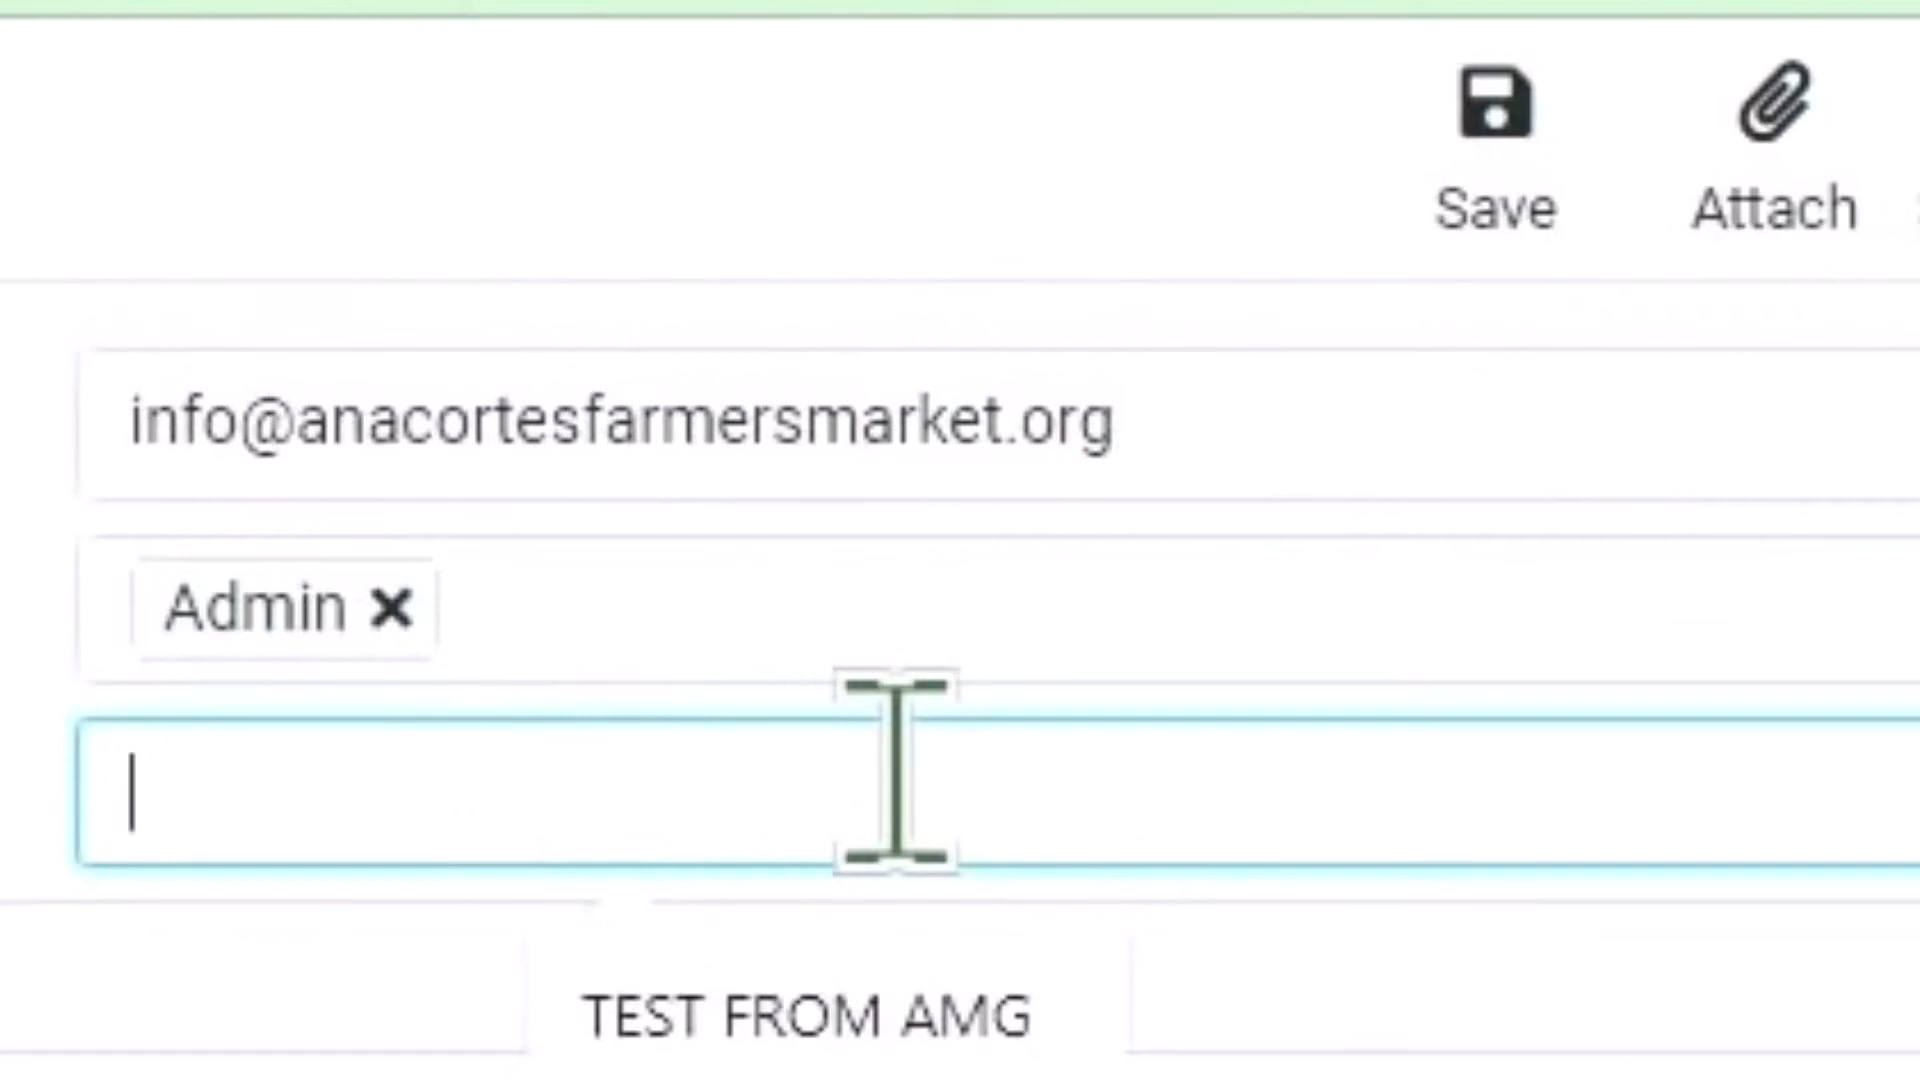 Save Attach
info@anacortesfarmersmarket.org
Admin ×
TEST FROM AMG